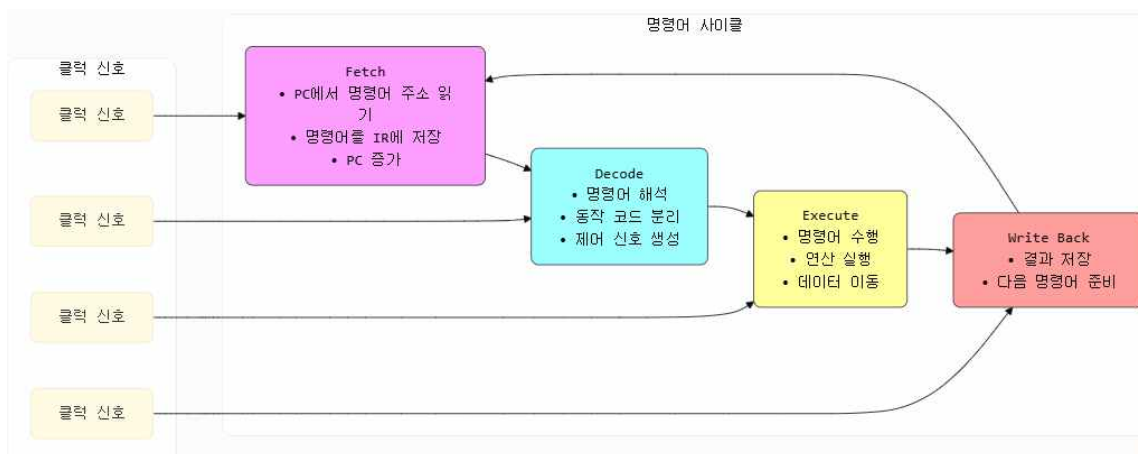 명령어 사이클
클럭 신호
클럭 신호
클럭 신호
클럭 신호
클럭 신호
Fetch
• PC에서 명령어 주소 읽
기
• 명령어를 IR에 저장
• PC 증가
Decode
• 명령어 해석
• 동작 코드 분리
• 제어 신호 생성
Execute
• 명령어 수행
• 연산 실행
• 데이터 이동
Write Back
• 결과 저장
• 다음 명령어 준비